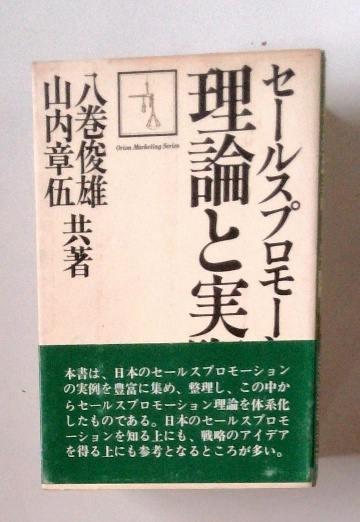 セールスプロモー
理論と実
Orion Marketing Series
八巻俊雄
山内章伍
共著
本書は、日本のセールスプロモーション
の実例を豊富に集め、整理し、この中か
らセールスプロモーション理論を体系化
したものである。日本のセールスプロモ
ーションを知る上にも、戦略のアイデア
を得る上にも参考となるところが多い。